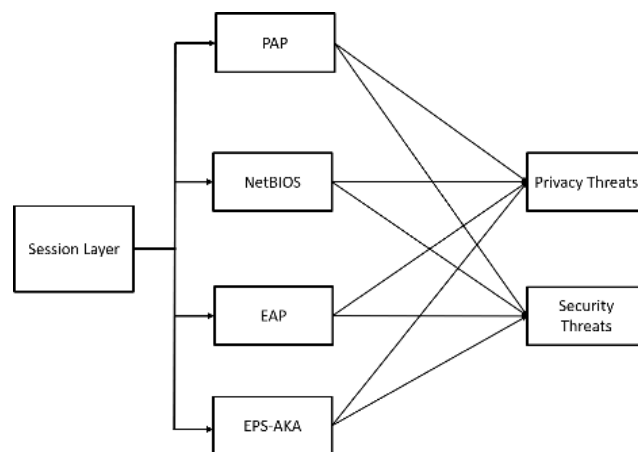 PAP
NetBIOS
Privacy Threats
Session Layer
EAP
Security
Threats
EPS-AKA